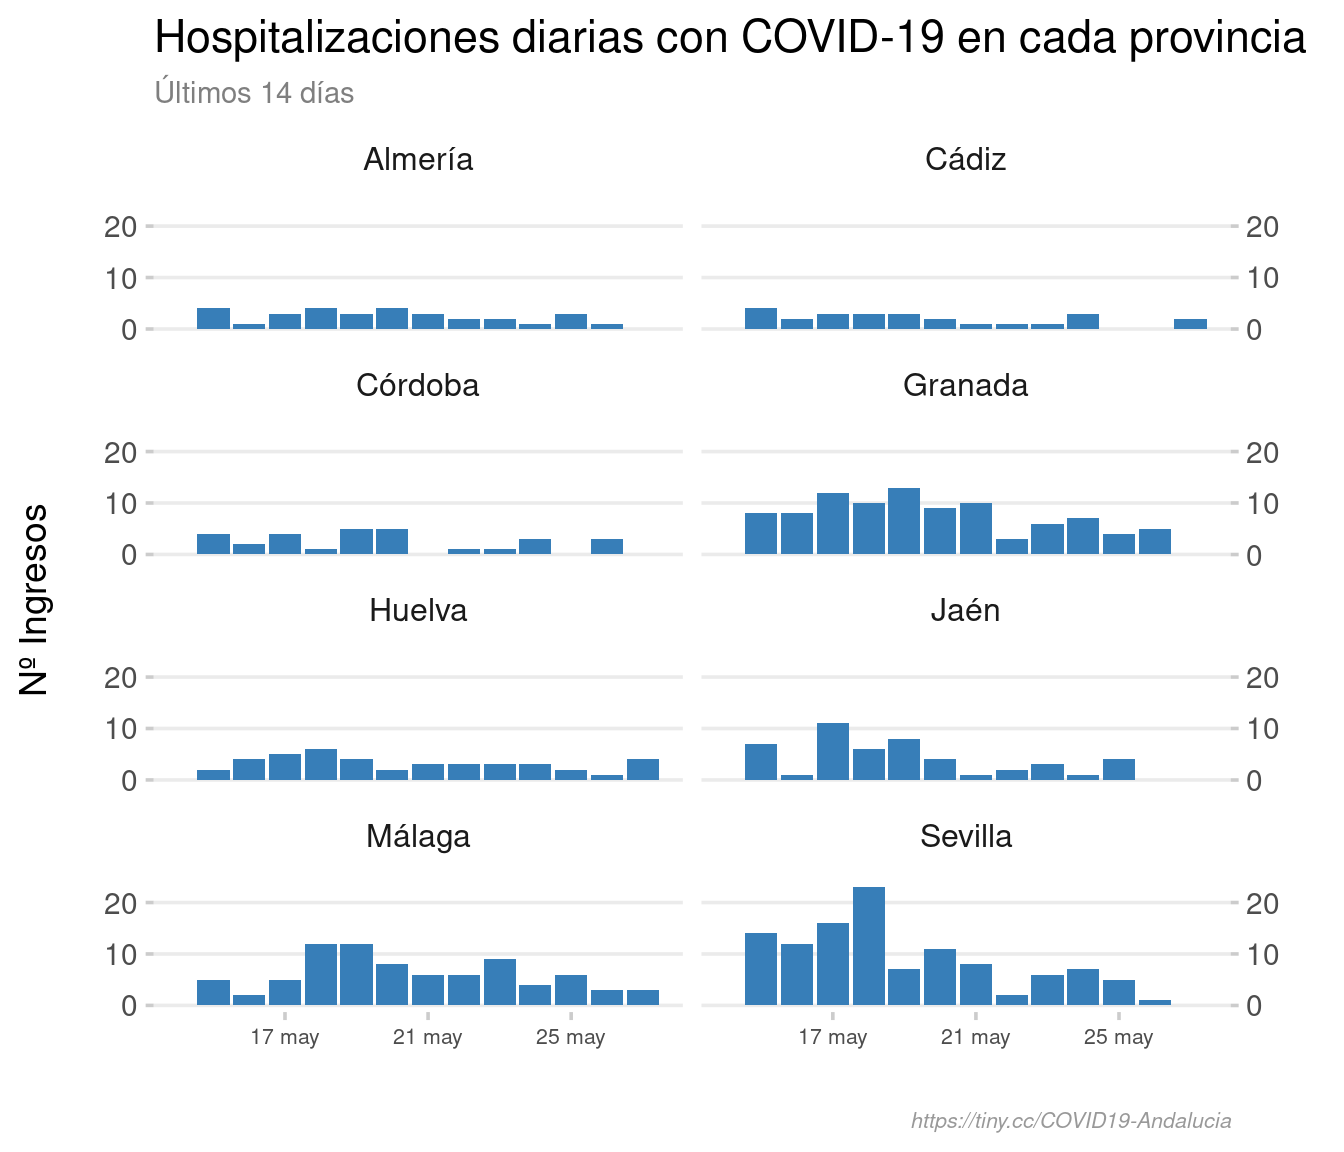 Hospitalizaciones diarias con COVID-19 en cada provincia
Últimos 14 días
Almería
Cádiz
20
10
0
20
10
0
Córdoba
Granada
20
10
0
20
10
0
Nº Ingresos
Huelva
Jaén
20
10
0
20
10
0
Málaga
Sevilla
20
10
0
20
10
0
17 may 21 may 25 may
17 may 21 may 25 may
https://tiny.cc/COVID19-Andalucia